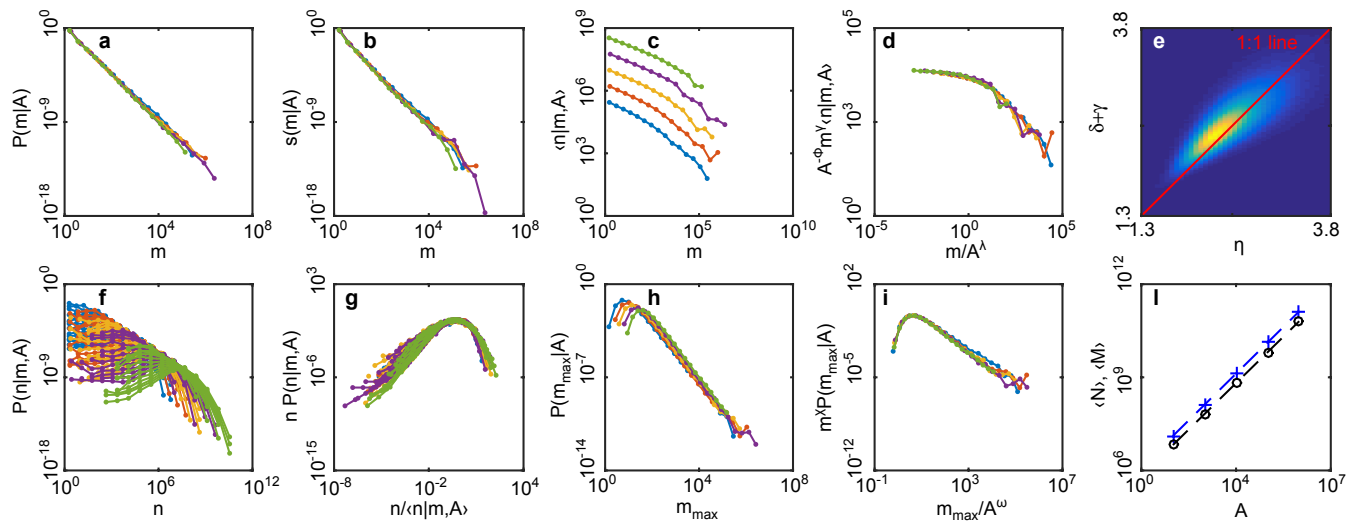 a
10^0
10^-9
10^-18
P(m|A)
10^0 10^4 10^8
m
b
10^0
10^-9
10^-18
s(m|A)
10^0 10^4 10^8
m
c
10^9
10^6
10^3
10^0
⟨n|m,A⟩
10^0 10^5 10^10
m
d
10^5
10^3
10^0
A^-Φ m^γ⟨n|m,A⟩
10^-5 10^0 10^5
m/A^λ
e
1:1 line
3.8
1.3
δ+γ
1.3 3.8
η
f
10^0
10^-9
10^-18
P(n|m,A)
10^0 10^6 10^12
n
g
10^3
10^-6
10^-15
n P(n|m,A)
10^-8 10^-2 10^4
n/⟨n|m,A⟩
h
10^0
10^-7
10^-14
P(m_max|A)
10^0 10^4 10^8
m_max
i
10^2
10^-5
10^-12
m^χP(m_max|A)
10^-1 10^3 10^7
m_max/A^ω
l
10^12
10^9
10^6
⟨N⟩, ⟨M⟩
10^1 10^4 10^7
A